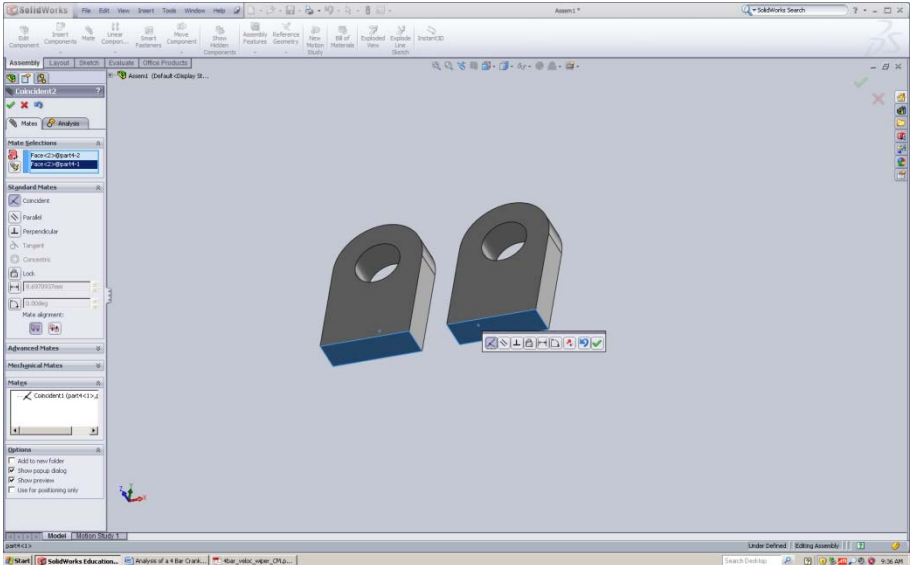 SolidWorks File Edit View Insert Tools Window Help Assem1 * SolidWorks Search
Edit Component
Insert Components
Mate
Linear Compon...
Smart Fasteners
Move Component
Show Hidden Components
Assembly Features
Reference Geometry
New Motion Study
Bill of Materials
Exploded View
Explode Line Sketch
Instant3D
Assembly Layout Sketch Evaluate Office Products
Assem1 (Default<Display St...
Coincident2 ?
Mates Analysis
Mate Selections
Face<2>@part4-2
Face<2>@part4-1
Standard Mates
Coincident
Parallel
Perpendicular
Tangent
Concentric
Lock
0.00deg
Mate alignment:
Advanced Mates
Mechanical Mates
Mates
Coincident1 (part4<1>,
Options
Add to new folder
Show popup dialog
Show preview
Use for positioning only
Z Y X
Model Motion Study 1
part4<1> Under Defined Editing Assembly
Start SolidWorks Education... Analysis of a 4 Bar Crank... 4bar_veloc_wiper_CM.p... Search Desktop 9:36 AM